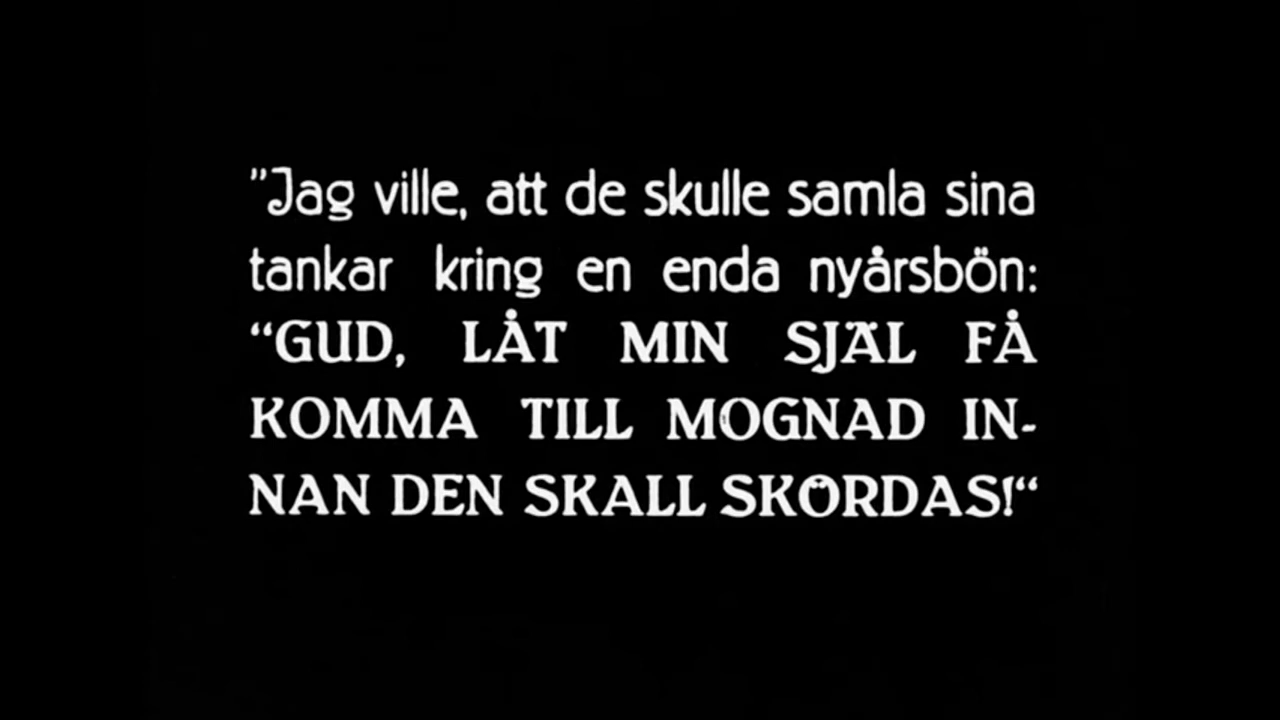 ”Jag ville, att de skulle samla sina
tankar kring en enda nyårsbön:
“GUD, LÅT MIN SJÄL FÅ
KOMMA TILL MOGNAD IN-
NAN DEN SKALL SKÖRDAS!“